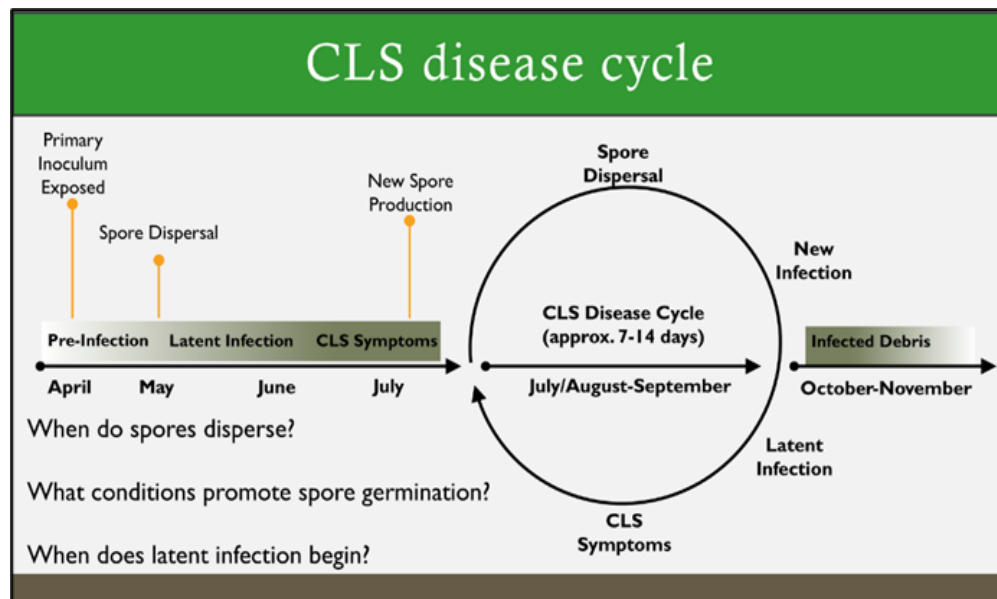 CLS disease cycle
Primary
Inoculum
Exposed
Spore Dispersal
New Spore
Production
Pre-Infection
Latent Infection
CLS Symptoms
April
May
June
July
Spore
Dispersal
New
Infection
CLS Disease Cycle
(approx. 7-14 days)
July/August-September
Latent
Infection
CLS
Symptoms
Infected Debris
October-November
When do spores disperse?
What conditions promote spore germination?
When does latent infection begin?